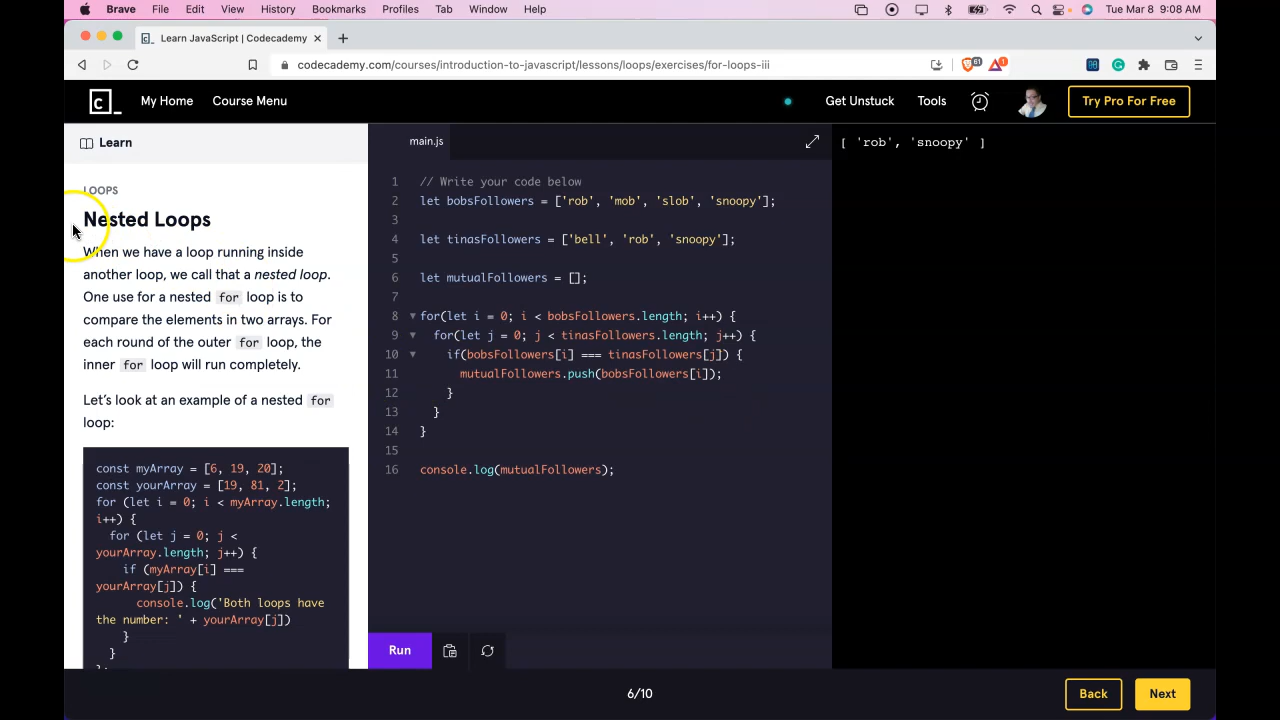 Brave File Edit View History Bookmarks Profiles Tab Window Help Tue Mar 8 9:08 AM
C_ Learn JavaScript | Codecademy
codecademy.com/courses/introduction-to-javascript/lessons/loops/exercises/for-loops-iii 61 1
C_ My Home Course Menu Get Unstuck Tools Try Pro For Free
Learn
LOOPS
Nested Loops
When we have a loop running inside
another loop, we call that a nested loop.
One use for a nested for loop is to
compare the elements in two arrays. For
each round of the outer for loop, the
inner for loop will run completely.
Let's look at an example of a nested for
loop:
const myArray = [6, 19, 20];
const yourArray = [19, 81, 2];
for (let i = 0; i < myArray.length;
i++) {
for (let j = 0; j <
yourArray.length; j++) {
if (myArray[i] ===
yourArray[j]) {
console.log('Both loops have
the number: ' + yourArray[j])
}
}
};
main.js
1 // Write your code below
2 let bobsFollowers = ['rob', 'mob', 'slob', 'snoopy'];
3
4 let tinasFollowers = ['bell', 'rob', 'snoopy'];
5
6 let mutualFollowers = [];
7
8 for(let i = 0; i < bobsFollowers.length; i++) {
9 for(let j = 0; j < tinasFollowers.length; j++) {
10 if(bobsFollowers[i] === tinasFollowers[j]) {
11 mutualFollowers.push(bobsFollowers[i]);
12 }
13 }
14 }
15
16 console.log(mutualFollowers);
Run
[ 'rob', 'snoopy' ]
6/10
Back Next